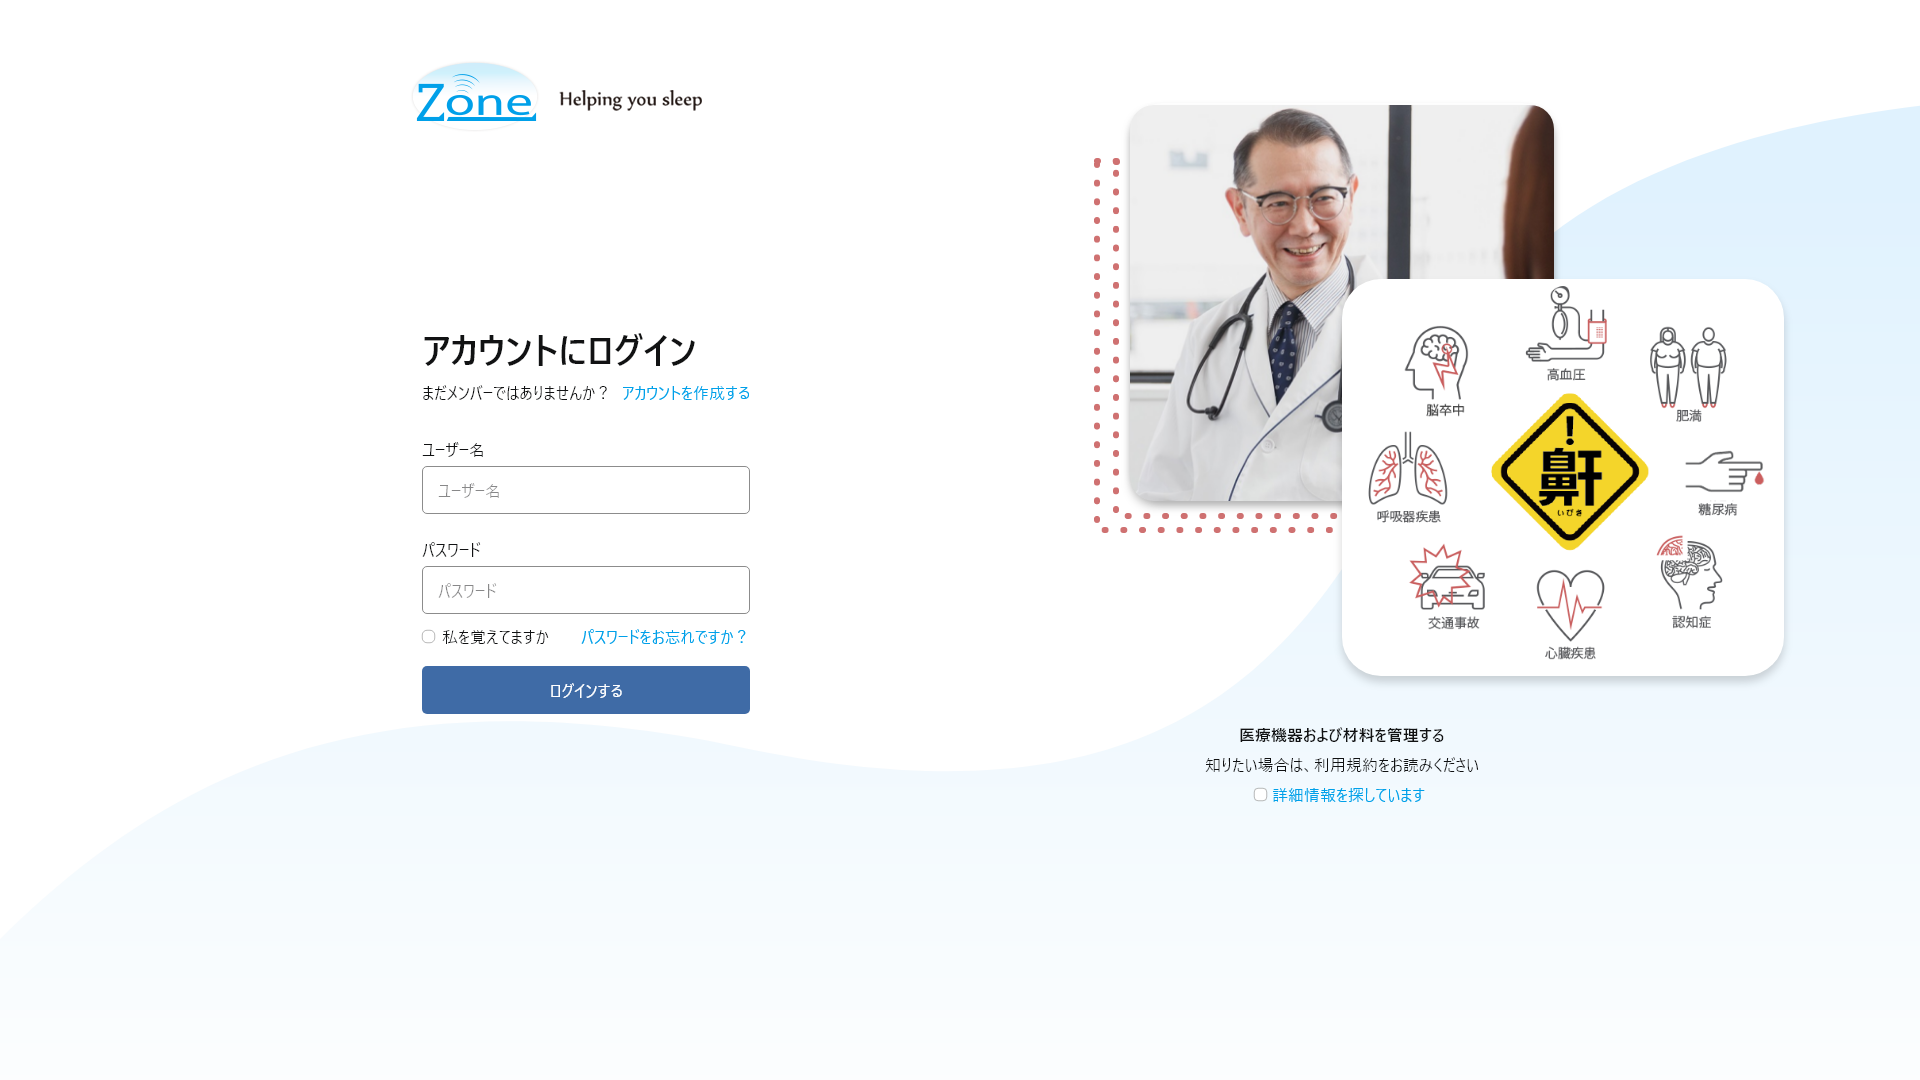 Zone
Helping you sleep
アカウントにログイン
まだメンバーではありませんか？ アカウントを作成する
ユーザー名
ユーザー名
パスワード
パスワード
私を覚えてますか パスワードをお忘れですか？
ログインする
高血圧
脳卒中
肥満
！
鼾
いびき
呼吸器疾患
糖尿病
交通事故
認知症
心臓疾患
医療機器および材料を管理する
知りたい場合は、利用規約をお読みください
詳細情報を探しています